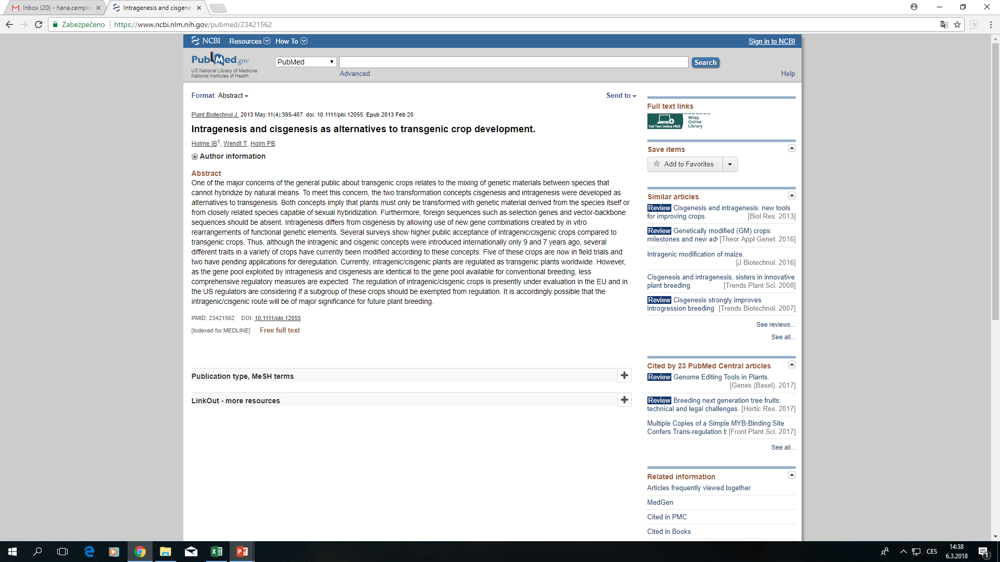 Inbox (20) - hana.cempir
Intragenesis and cisgene
Zabezpečeno
https://www.ncbi.nlm.nih.gov/pubmed/23421562
NCBI
Resources
How To
Sign in to NCBI
PubMed.gov
US National Library of Medicine
National Institutes of Health
PubMed
Search
Advanced
Help
Format: Abstract
Send to
Plant Biotechnol J. 2013 May;11(4):395-407. doi: 10.1111/pbi.12055. Epub 2013 Feb 20.
Intragenesis and cisgenesis as alternatives to transgenic crop development.
Holme IB1, Wendt T, Holm PB.
Author information
Abstract
One of the major concerns of the general public about transgenic crops relates to the mixing of genetic materials between species that
cannot hybridize by natural means. To meet this concern, the two transformation concepts cisgenesis and intragenesis were developed as
alternatives to transgenesis. Both concepts imply that plants must only be transformed with genetic material derived from the species itself or
from closely related species capable of sexual hybridization. Furthermore, foreign sequences such as selection genes and vector-backbone
sequences should be absent. Intragenesis differs from cisgenesis by allowing use of new gene combinations created by in vitro
rearrangements of functional genetic elements. Several surveys show higher public acceptance of intragenic/cisgenic crops compared to
transgenic crops. Thus, although the intragenic and cisgenic concepts were introduced internationally only 9 and 7 years ago, several
different traits in a variety of crops have currently been modified according to these concepts. Five of these crops are now in field trials and
two have pending applications for deregulation. Currently, intragenic/cisgenic plants are regulated as transgenic plants worldwide. However,
as the gene pool exploited by intragenesis and cisgenesis are identical to the gene pool available for conventional breeding, less
comprehensive regulatory measures are expected. The regulation of intragenic/cisgenic crops is presently under evaluation in the EU and in
the US regulators are considering if a subgroup of these crops should be exempted from regulation. It is accordingly possible that the
intragenic/cisgenic route will be of major significance for future plant breeding.
PMID: 23421562 DOI: 10.1111/pbi.12055
[Indexed for MEDLINE] Free full text
Publication type, MeSH terms
LinkOut - more resources
Full text links
Full Text Online FREE
Wiley
Online
Library
Save items
Add to Favorites
Similar articles
Review Cisgenesis and intragenesis: new tools
for improving crops. [Biol Res. 2013]
Review Genetically modified (GM) crops:
milestones and new adv [Theor Appl Genet. 2016]
Intragenic modification of maize.
[J Biotechnol. 2016]
Cisgenesis and intragenesis, sisters in innovative
plant breeding. [Trends Plant Sci. 2008]
Review Cisgenesis strongly improves
introgression breeding [Trends Biotechnol. 2007]
See reviews...
See all...
Cited by 23 PubMed Central articles
Review Genome Editing Tools in Plants.
[Genes (Basel). 2017]
Review Breeding next generation tree fruits:
technical and legal challenges. [Hortic Res. 2017]
Multiple Copies of a Simple MYB-Binding Site
Confers Trans-regulation b [Front Plant Sci. 2017]
See all...
Related information
Articles frequently viewed together
MedGen
Cited in PMC
Cited in Books
CES
14:38
6.3.2018
1